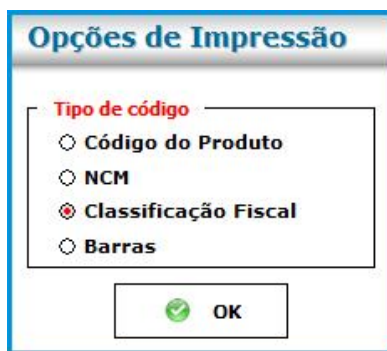 Opções de Impressão
Tipo de código
Código do Produto
NCM
Classificação Fiscal
Barras
OK